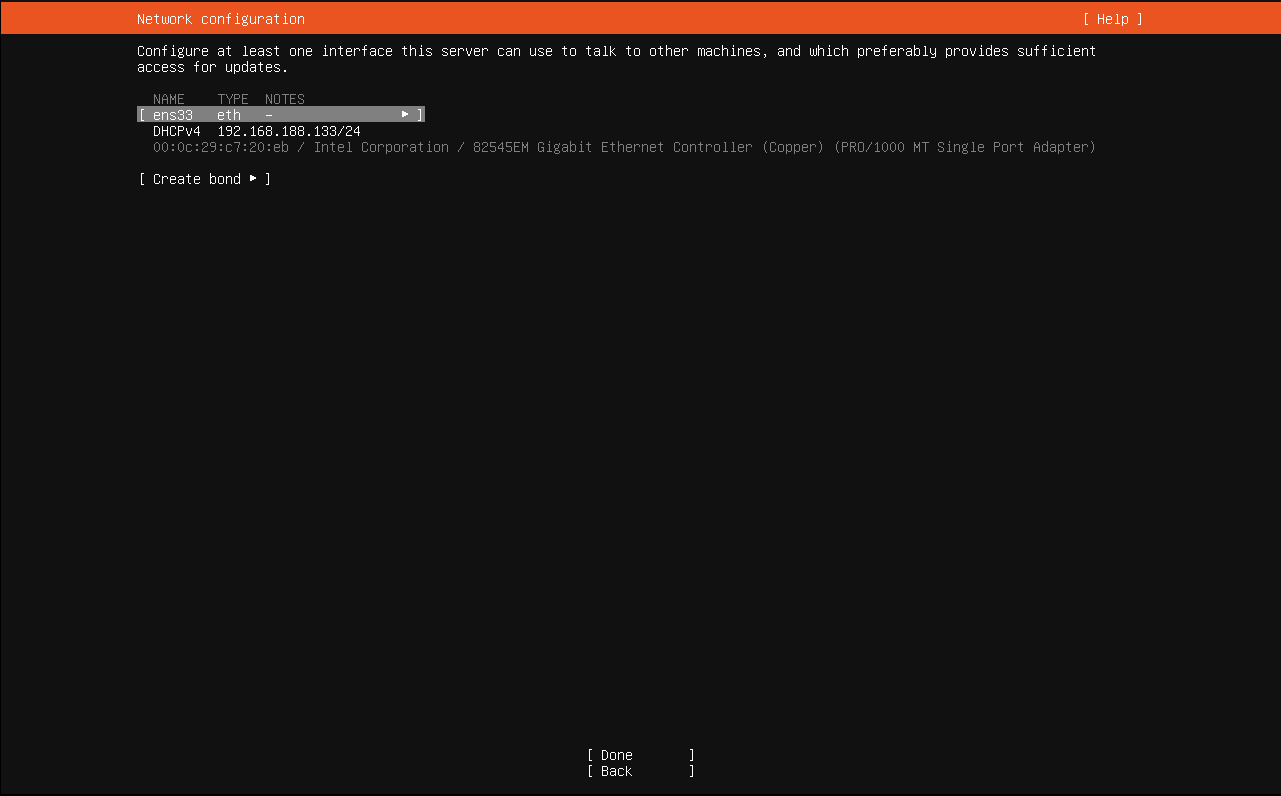 Network configuration [ Help ]
Configure at least one interface this server can use to talk to other machines, and which preferably provides sufficient
access for updates.
NAME TYPE NOTES
[ ens33 eth - ▸ ]
DHCPv4 192.168.188.133/24
00:0c:29:c7:20:eb / Intel Corporation / 82545EM Gigabit Ethernet Controller (Copper) (PRO/1000 MT Single Port Adapter)
[ Create bond ▸ ]
[ Done ]
[ Back ]